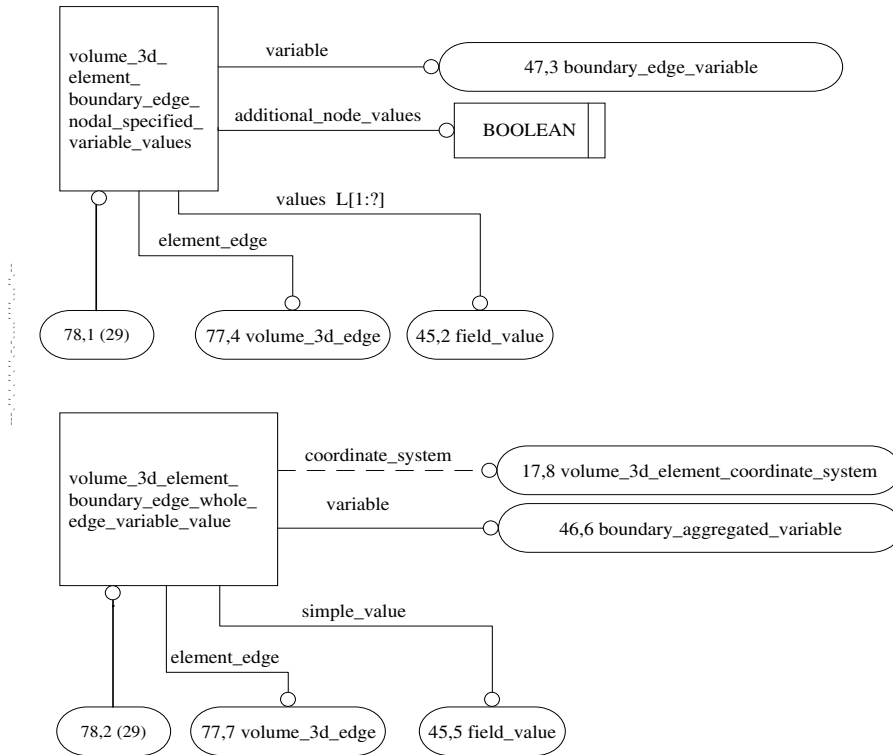 volume_3d_
element_
boundary_edge_
nodal_specified_
variable_values
variable
47,3 boundary_edge_variable
additional_node_values
BOOLEAN
values L[1:?]
element_edge
78,1 (29)
77,4 volume_3d_edge
45,2 field_value
volume_3d_element_
boundary_edge_whole_
edge_variable_value
coordinate_system
17,8 volume_3d_element_coordinate_system
variable
46,6 boundary_aggregated_variable
simple_value
element_edge
78,2 (29)
77,7 volume_3d_edge
45,5 field_value